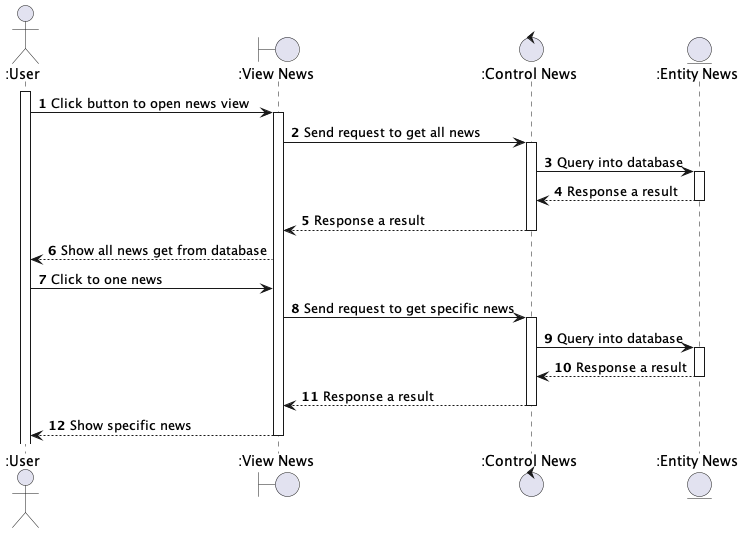 :User
:View News
:Control News
:Entity News
1 Click button to open news view
2 Send request to get all news
3 Query into database
4 Response a result
5 Response a result
6 Show all news get from database
7 Click to one news
8 Send request to get specific news
9 Query into database
10 Response a result
11 Response a result
12 Show specific news
:User
:View News
:Control News
:Entity News